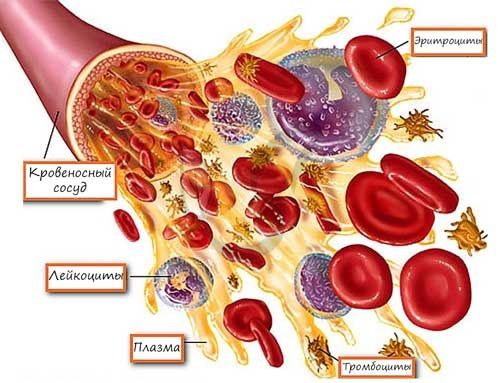 Эритроциты
Кровеносный
сосуд
Лейкоциты
Плазма
Тромбоциты